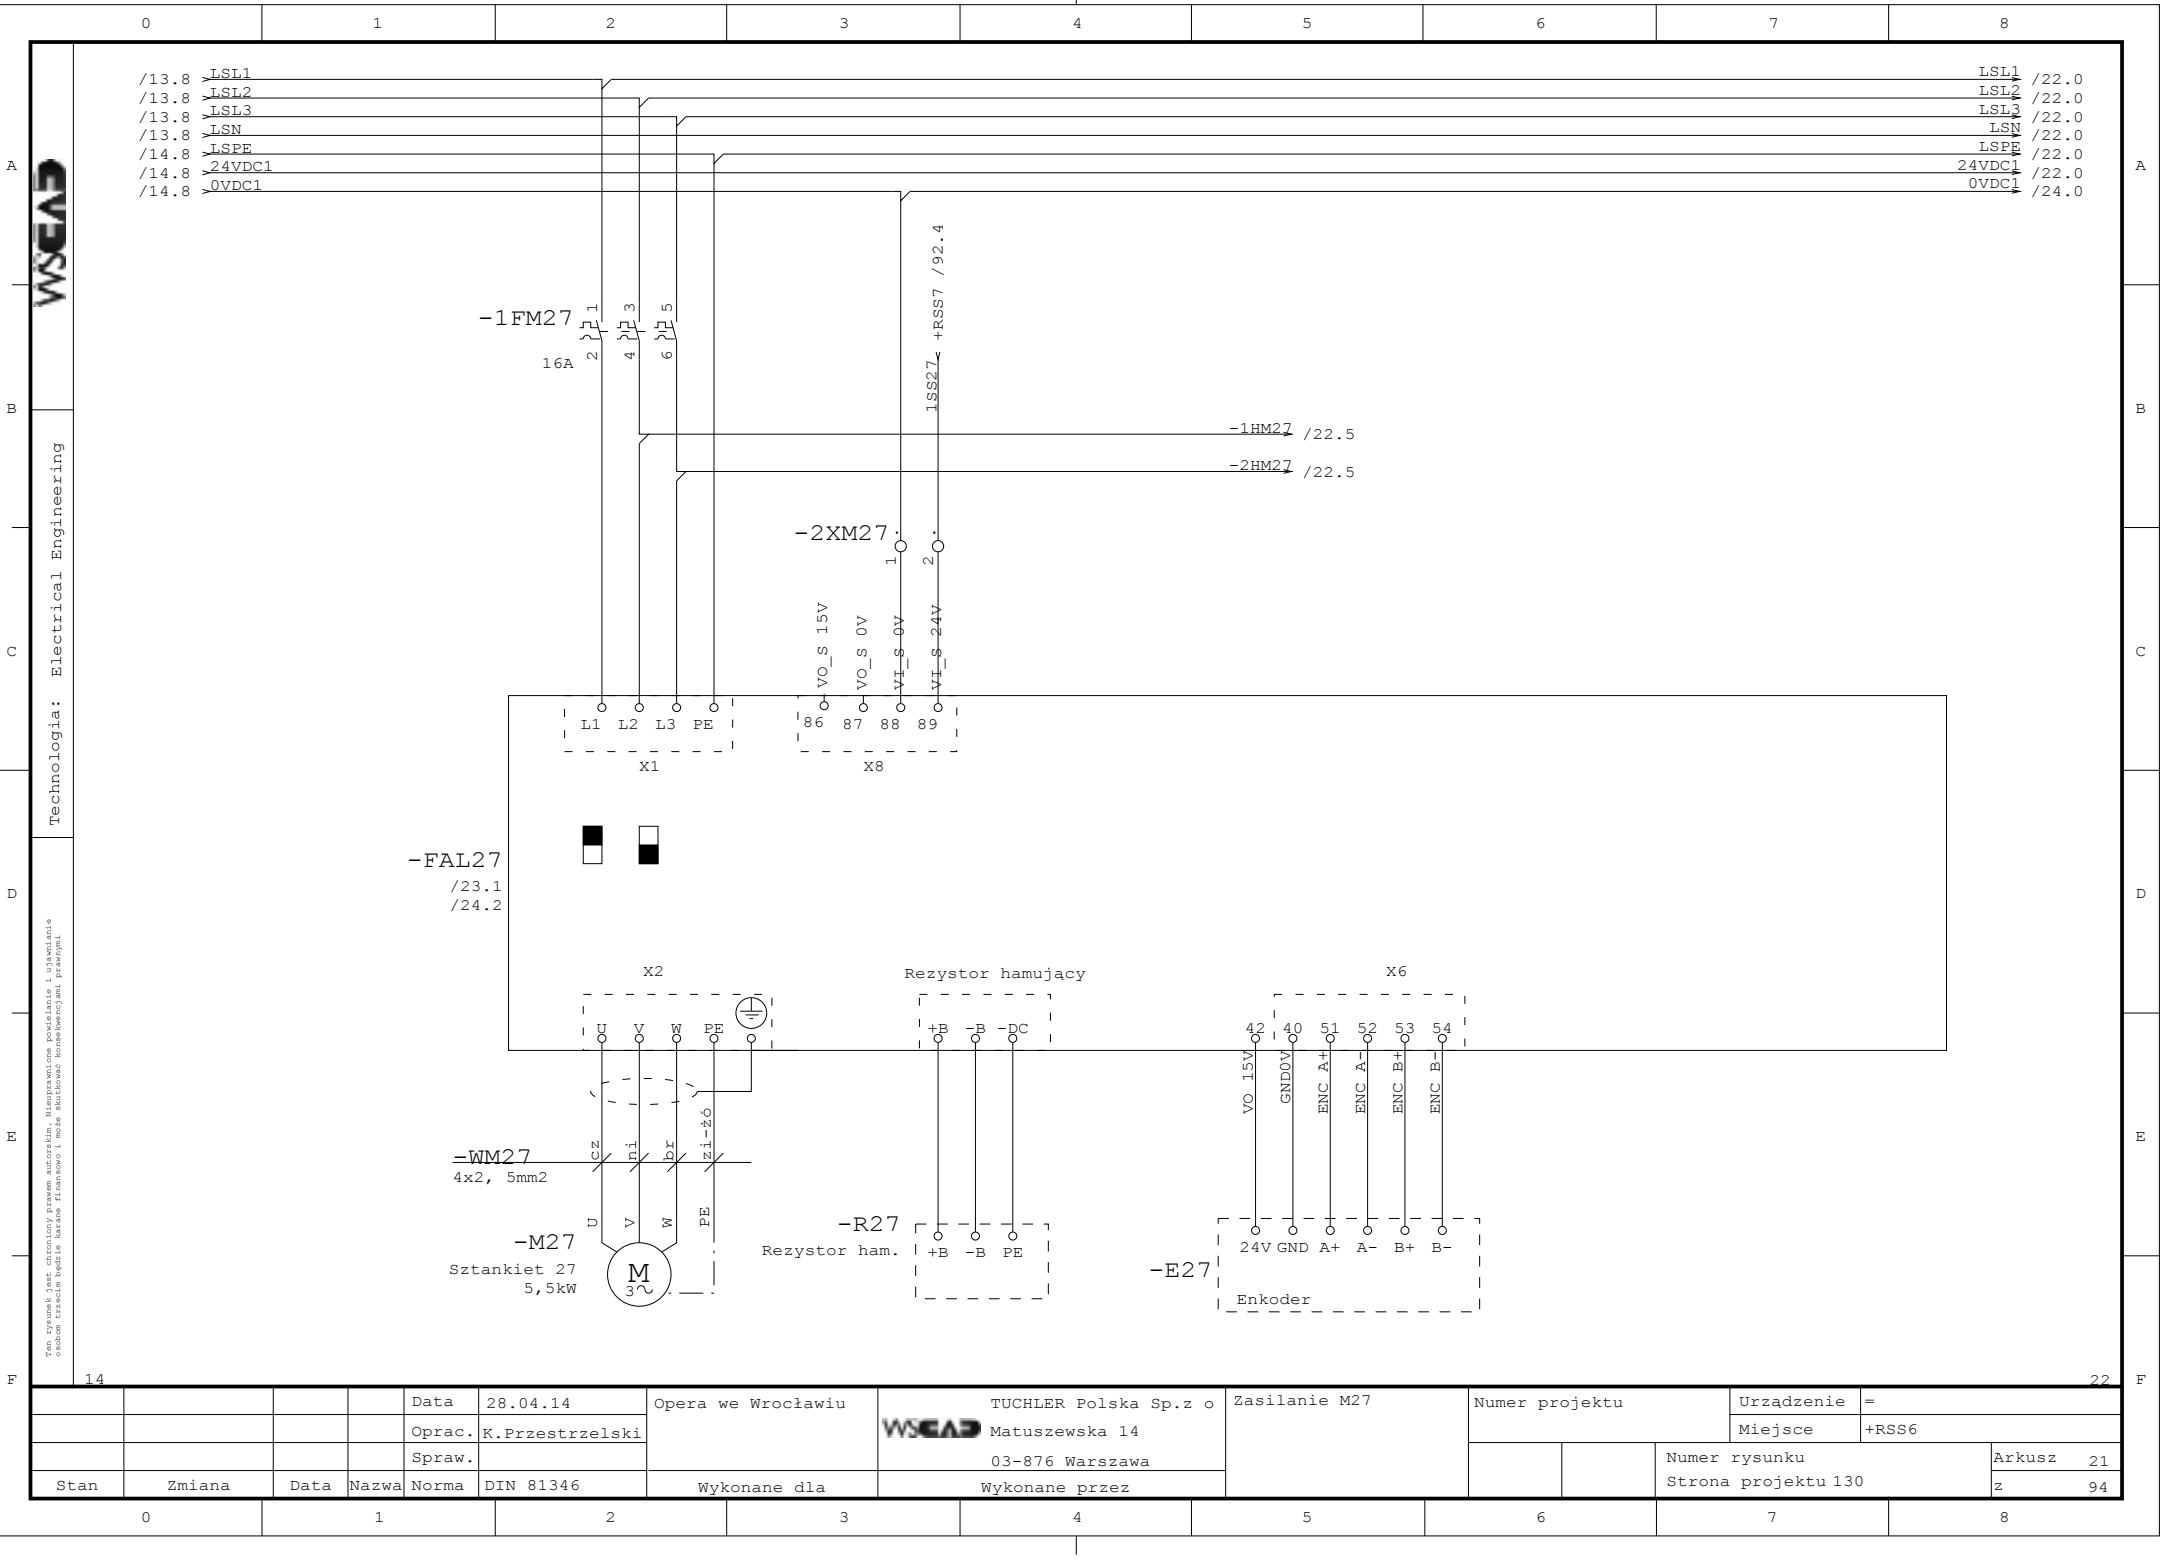 0 1 2 3 4 5 6 7 8
/13.8 LSL1 LSL1 /22.0
/13.8 LSL2 LSL2 /22.0
/13.8 LSL3 LSL3 /22.0
/13.8 LSN LSN /22.0
/14.8 LSPE LSPE /22.0
/14.8 24VDC1 24VDC1 /22.0
/14.8 0VDC1 0VDC1 /24.0
A A
WSCAD
1SS27 +RSS7 /92.4
-1FM27 1 3 5
2 4 6
16A
B B
-1HM27 /22.5
-2HM27 /22.5
Technologia: Electrical Engineering
-2XM27
1 2
VO_S 15V VO_S 0V VI_S 0V VI_S 24V
C C
L1 L2 L3 PE 86 87 88 89
X1 X8
-FAL27
/23.1
/24.2
D D
X2 Rezystor hamujący X6
U V W PE +B -B -DC 42 40 51 52 53 54
VO 15V GND0V ENC A+ ENC A- ENC B+ ENC B-
E E
cz ni br zi-żó
-WM27
4x2, 5mm2
U V W PE
-M27
Sztankiet 27
5,5kW
M
3
-R27
Rezystor ham. +B -B PE
24V GND A+ A- B+ B-
-E27
Enkoder
Ten rysunek jest chroniony prawem autorskim. Nieuprawnione powielanie i ujawnianie
osobom trzecim będzie karane finansowo i może skutkować konsekwencjami prawnymi
F 14 22 F
Data 28.04.14 Opera we Wrocławiu TUCHLER Polska Sp.z o Zasilanie M27 Numer projektu Urządzenie =
Oprac. K.Przestrzelski WSCAD Matuszewska 14 Miejsce +RSS6
Spraw. 03-876 Warszawa Numer rysunku Arkusz 21
Stan Zmiana Data Nazwa Norma DIN 81346 Wykonane dla Wykonane przez Strona projektu 130 z 94
0 1 2 3 4 5 6 7 8